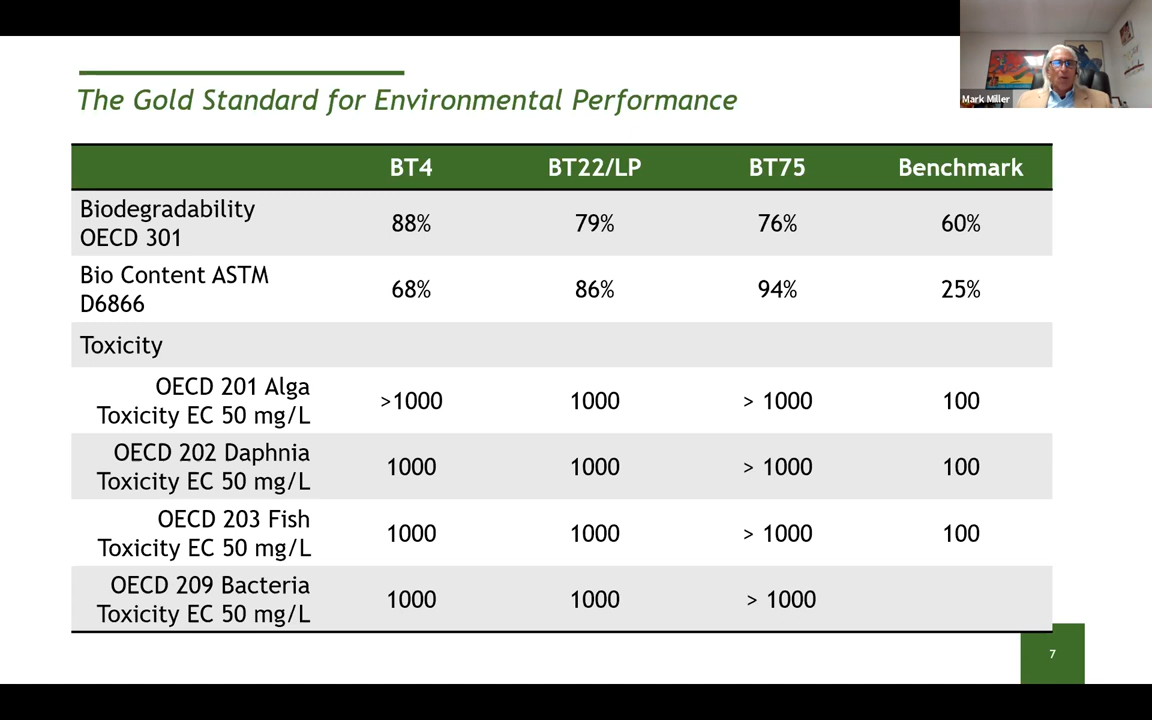 The Gold Standard for Environmental Performance
Mark Miller
BT4 BT22/LP BT75 Benchmark
Biodegradability
OECD 301
88% 79% 76% 60%
Bio Content ASTM
D6866
68% 86% 94% 25%
Toxicity
OECD 201 Alga
Toxicity EC 50 mg/L
>1000 1000 > 1000 100
OECD 202 Daphnia
Toxicity EC 50 mg/L
1000 1000 > 1000 100
OECD 203 Fish
Toxicity EC 50 mg/L
1000 1000 > 1000 100
OECD 209 Bacteria
Toxicity EC 50 mg/L
1000 1000 > 1000
7